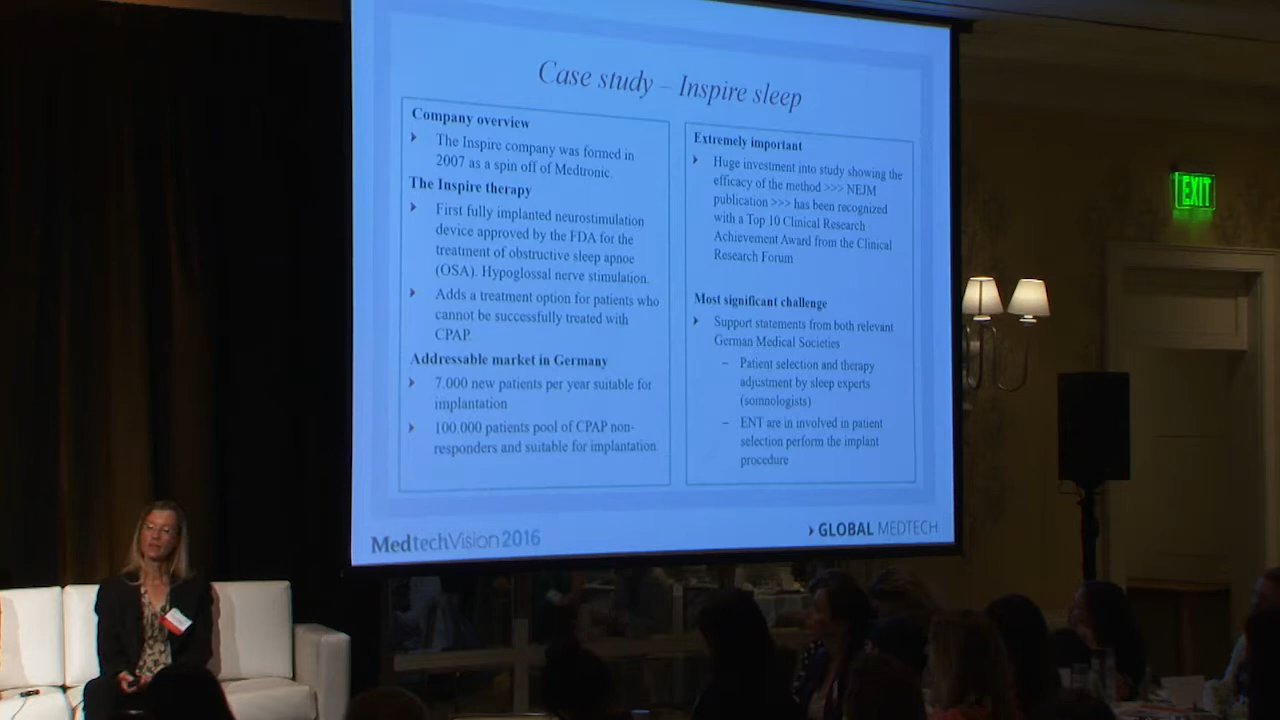 Case study – Inspire sleep
Company overview
The Inspire company was formed in
2007 as a spin off of Medtronic.
The Inspire therapy
First fully implanted neurostimulation
device approved by the FDA for the
treatment of obstructive sleep apnoe
(OSA). Hypoglossal nerve stimulation.
Adds a treatment option for patients who
cannot be successfully treated with
CPAP.
Addressable market in Germany
7.000 new patients per year suitable for
implantation
100.000 patients pool of CPAP non-
responders and suitable for implantation.
Extremely important
Huge investment into study showing the
efficacy of the method >>> NEJM
publication >>> has been recognized
with a Top 10 Clinical Research
Achievement Award from the Clinical
Research Forum
Most significant challenge
Support statements from both relevant
German Medical Societies
– Patient selection and therapy
adjustment by sleep experts
(somnologists)
– ENT are in involved in patient
selection perform the implant
procedure
MedtechVision 2016
GLOBAL MEDTECH
EXIT